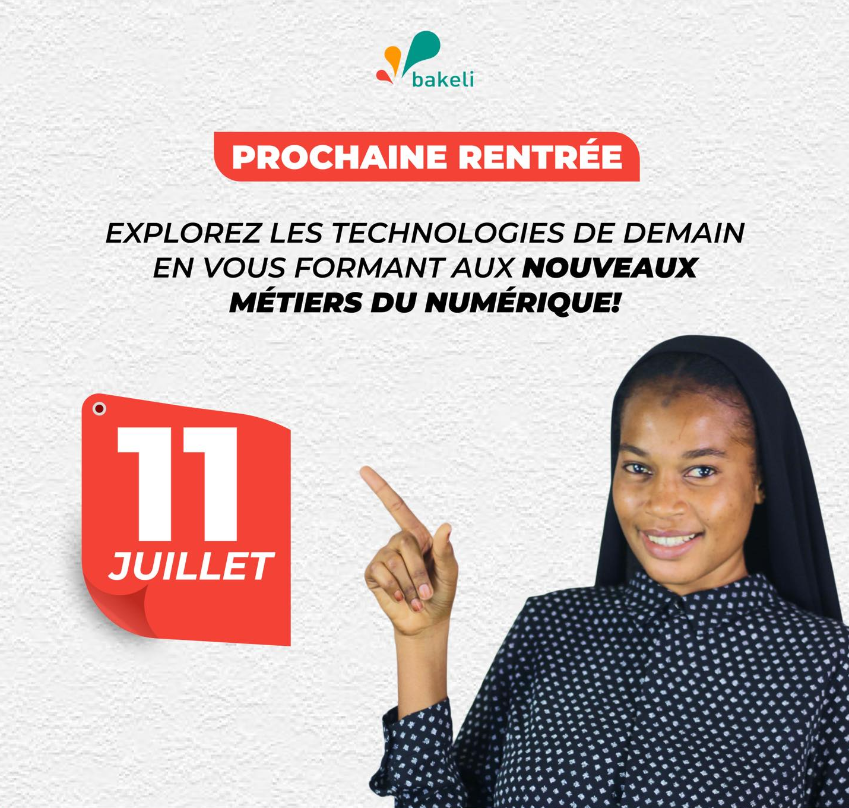 bakeli
PROCHAINE RENTRÉE
EXPLOREZ LES TECHNOLOGIES DE DEMAIN
EN VOUS FORMANT AUX NOUVEAUX
MÉTIERS DU NUMÉRIQUE!
11
JUILLET